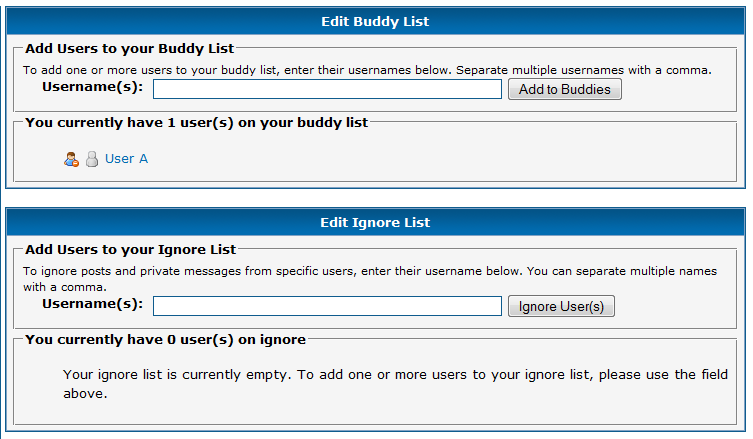 Edit Buddy List
Add Users to your Buddy List
To add one or more users to your buddy list, enter their usernames below. Separate multiple usernames with a comma.
Username(s): Add to Buddies
You currently have 1 user(s) on your buddy list
User A
Edit Ignore List
Add Users to your Ignore List
To ignore posts and private messages from specific users, enter their username below. You can separate multiple names
with a comma.
Username(s): Ignore User(s)
You currently have 0 user(s) on ignore
Your ignore list is currently empty. To add one or more users to your ignore list, please use the field
above.